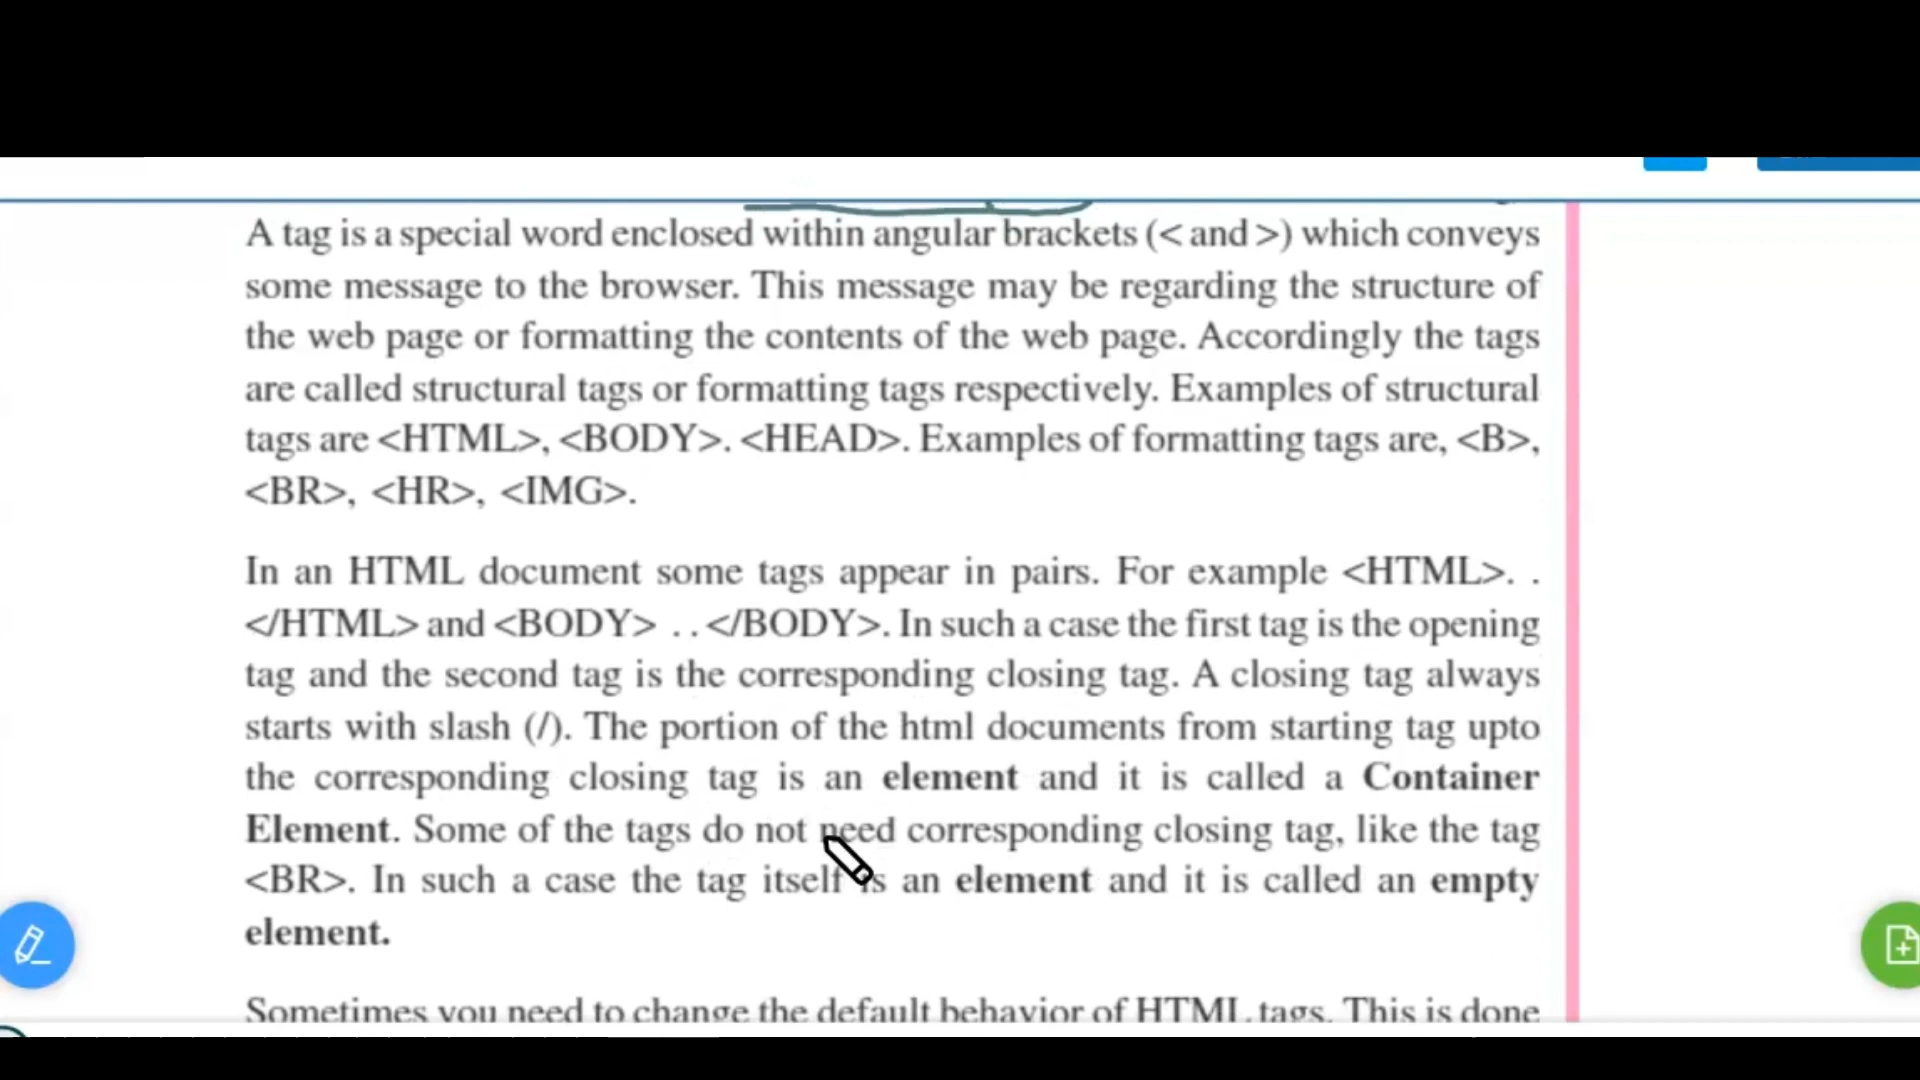 A tag is a special word enclosed within angular brackets (< and >) which conveys
some message to the browser. This message may be regarding the structure of
the web page or formatting the contents of the web page. Accordingly the tags
are called structural tags or formatting tags respectively. Examples of structural
tags are <HTML>, <BODY>. <HEAD>. Examples of formatting tags are, <B>,
<BR>, <HR>, <IMG>.
In an HTML document some tags appear in pairs. For example <HTML>. .
</HTML> and <BODY> . . </BODY>. In such a case the first tag is the opening
tag and the second tag is the corresponding closing tag. A closing tag always
starts with slash (/). The portion of the html documents from starting tag upto
the corresponding closing tag is an element and it is called a Container
Element. Some of the tags do not need corresponding closing tag, like the tag
<BR>. In such a case the tag itself is an element and it is called an empty
element.
Sometimes you need to change the default behavior of HTML tags. This is done